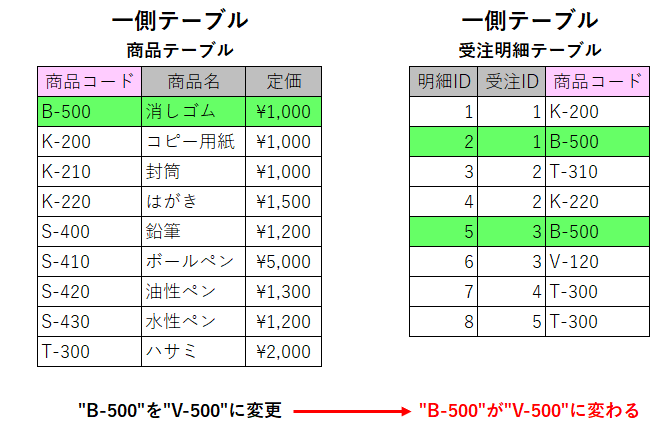 一側テーブル
商品テーブル
商品コード 商品名 定価
B-500 消しゴム ¥1,000
K-200 コピー用紙 ¥1,000
K-210 封筒 ¥1,000
K-220 はがき ¥1,500
S-400 鉛筆 ¥1,200
S-410 ボールペン ¥5,000
S-420 油性ペン ¥1,300
S-430 水性ペン ¥1,200
T-300 ハサミ ¥2,000
一側テーブル
受注明細テーブル
明細ID 受注ID 商品コード
1 1 K-200
2 1 B-500
3 2 T-310
4 2 K-220
5 3 B-500
6 3 V-120
7 4 T-300
8 5 T-300
"B-500"を"V-500"に変更
"B-500"が"V-500"に変わる